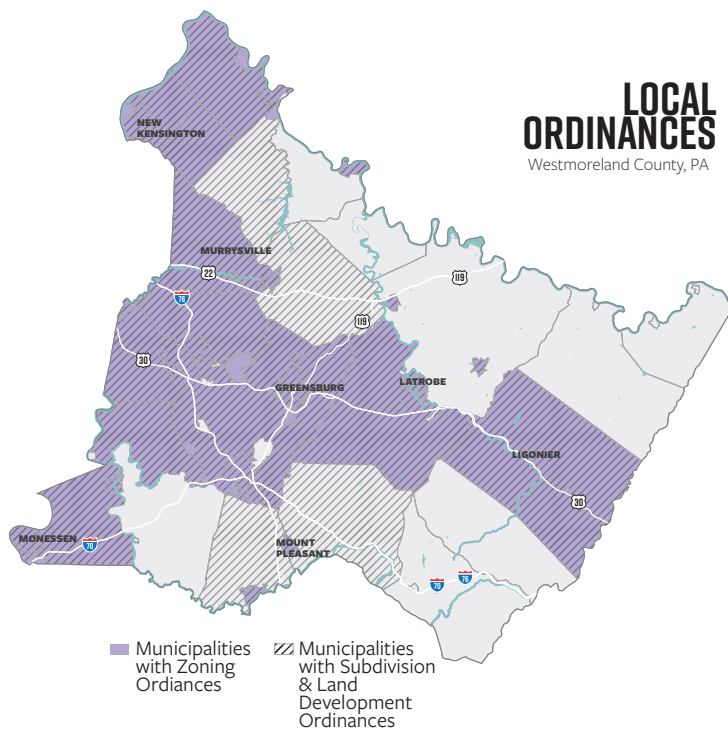 LOCAL
ORDINANCES
Westmoreland County, PA
NEW
KENSINGTON
MURRYSVILLE
22
119
76
119
30
GREENSBURG
LATROBE
LIGONIER
30
MONESSEN
70
MOUNT
PLEASANT
70
76
Municipalities
with Zoning
Ordiances
Municipalities
with Subdivision
& Land
Development
Ordinances